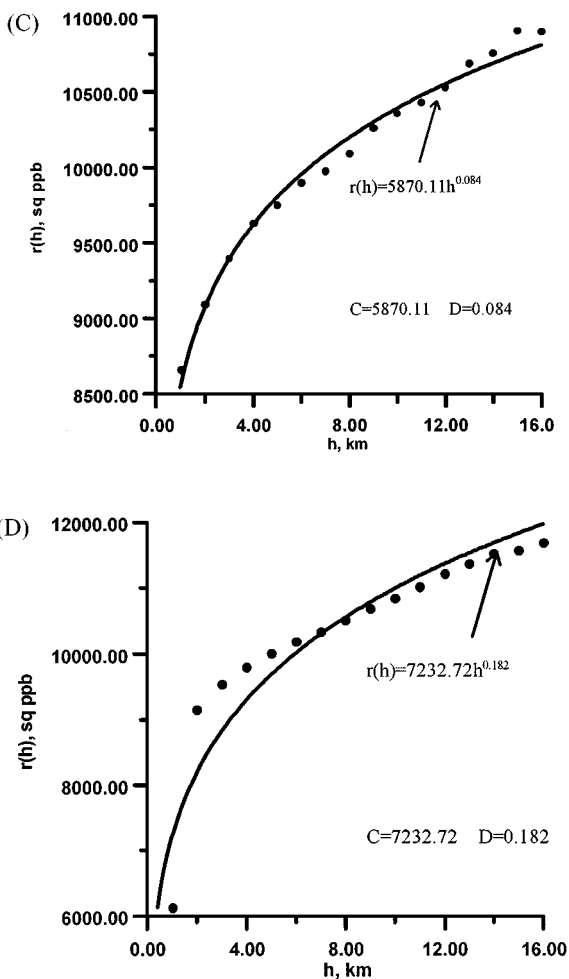 (C)
11000.00
10500.00
10000.00
9500.00
9000.00
8500.00
r(h), sq ppb
r(h)=5870.11h^0.084
C=5870.11 D=0.084
0.00 4.00 8.00 12.00 16.0
h, km
(D)
12000.00
10000.00
8000.00
6000.00
r(h), sq ppb
r(h)=7232.72h^0.182
C=7232.72 D=0.182
0.00 4.00 8.00 12.00 16.00
h, km